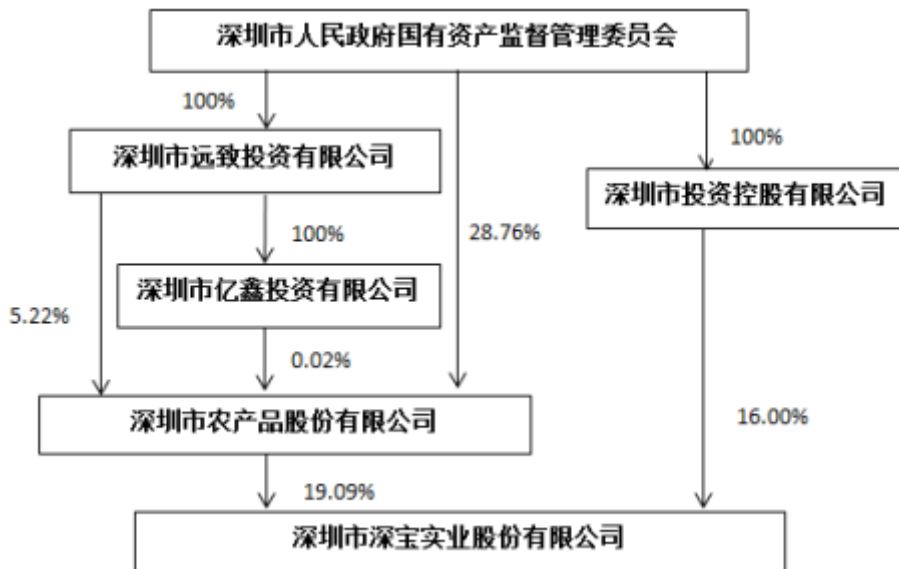 深圳市人民政府国有资产监督管理委员会
100%
深圳市远致投资有限公司
100%
深圳市投资控股有限公司
100%
28.76%
深圳市亿鑫投资有限公司
5.22%
0.02%
深圳市农产品股份有限公司
16.00%
19.09%
深圳市深宝实业股份有限公司